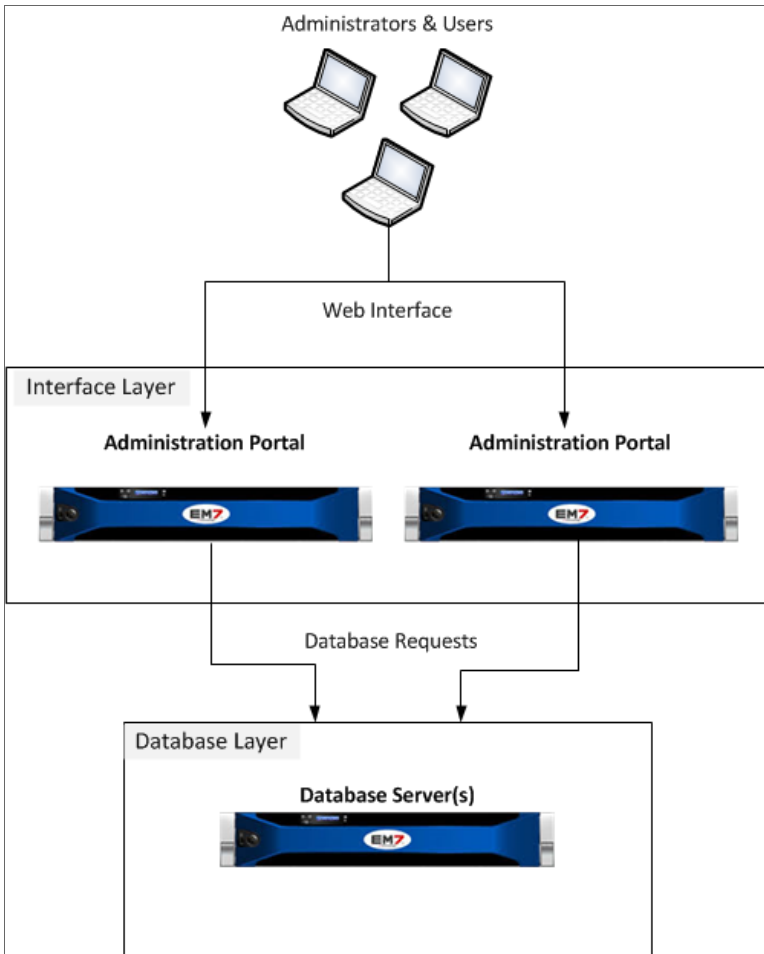 Administrators & Users
Web Interface
Interface Layer
Administration Portal
Administration Portal
EM7
EM7
Database Requests
Database Layer
Database Server(s)
EM7